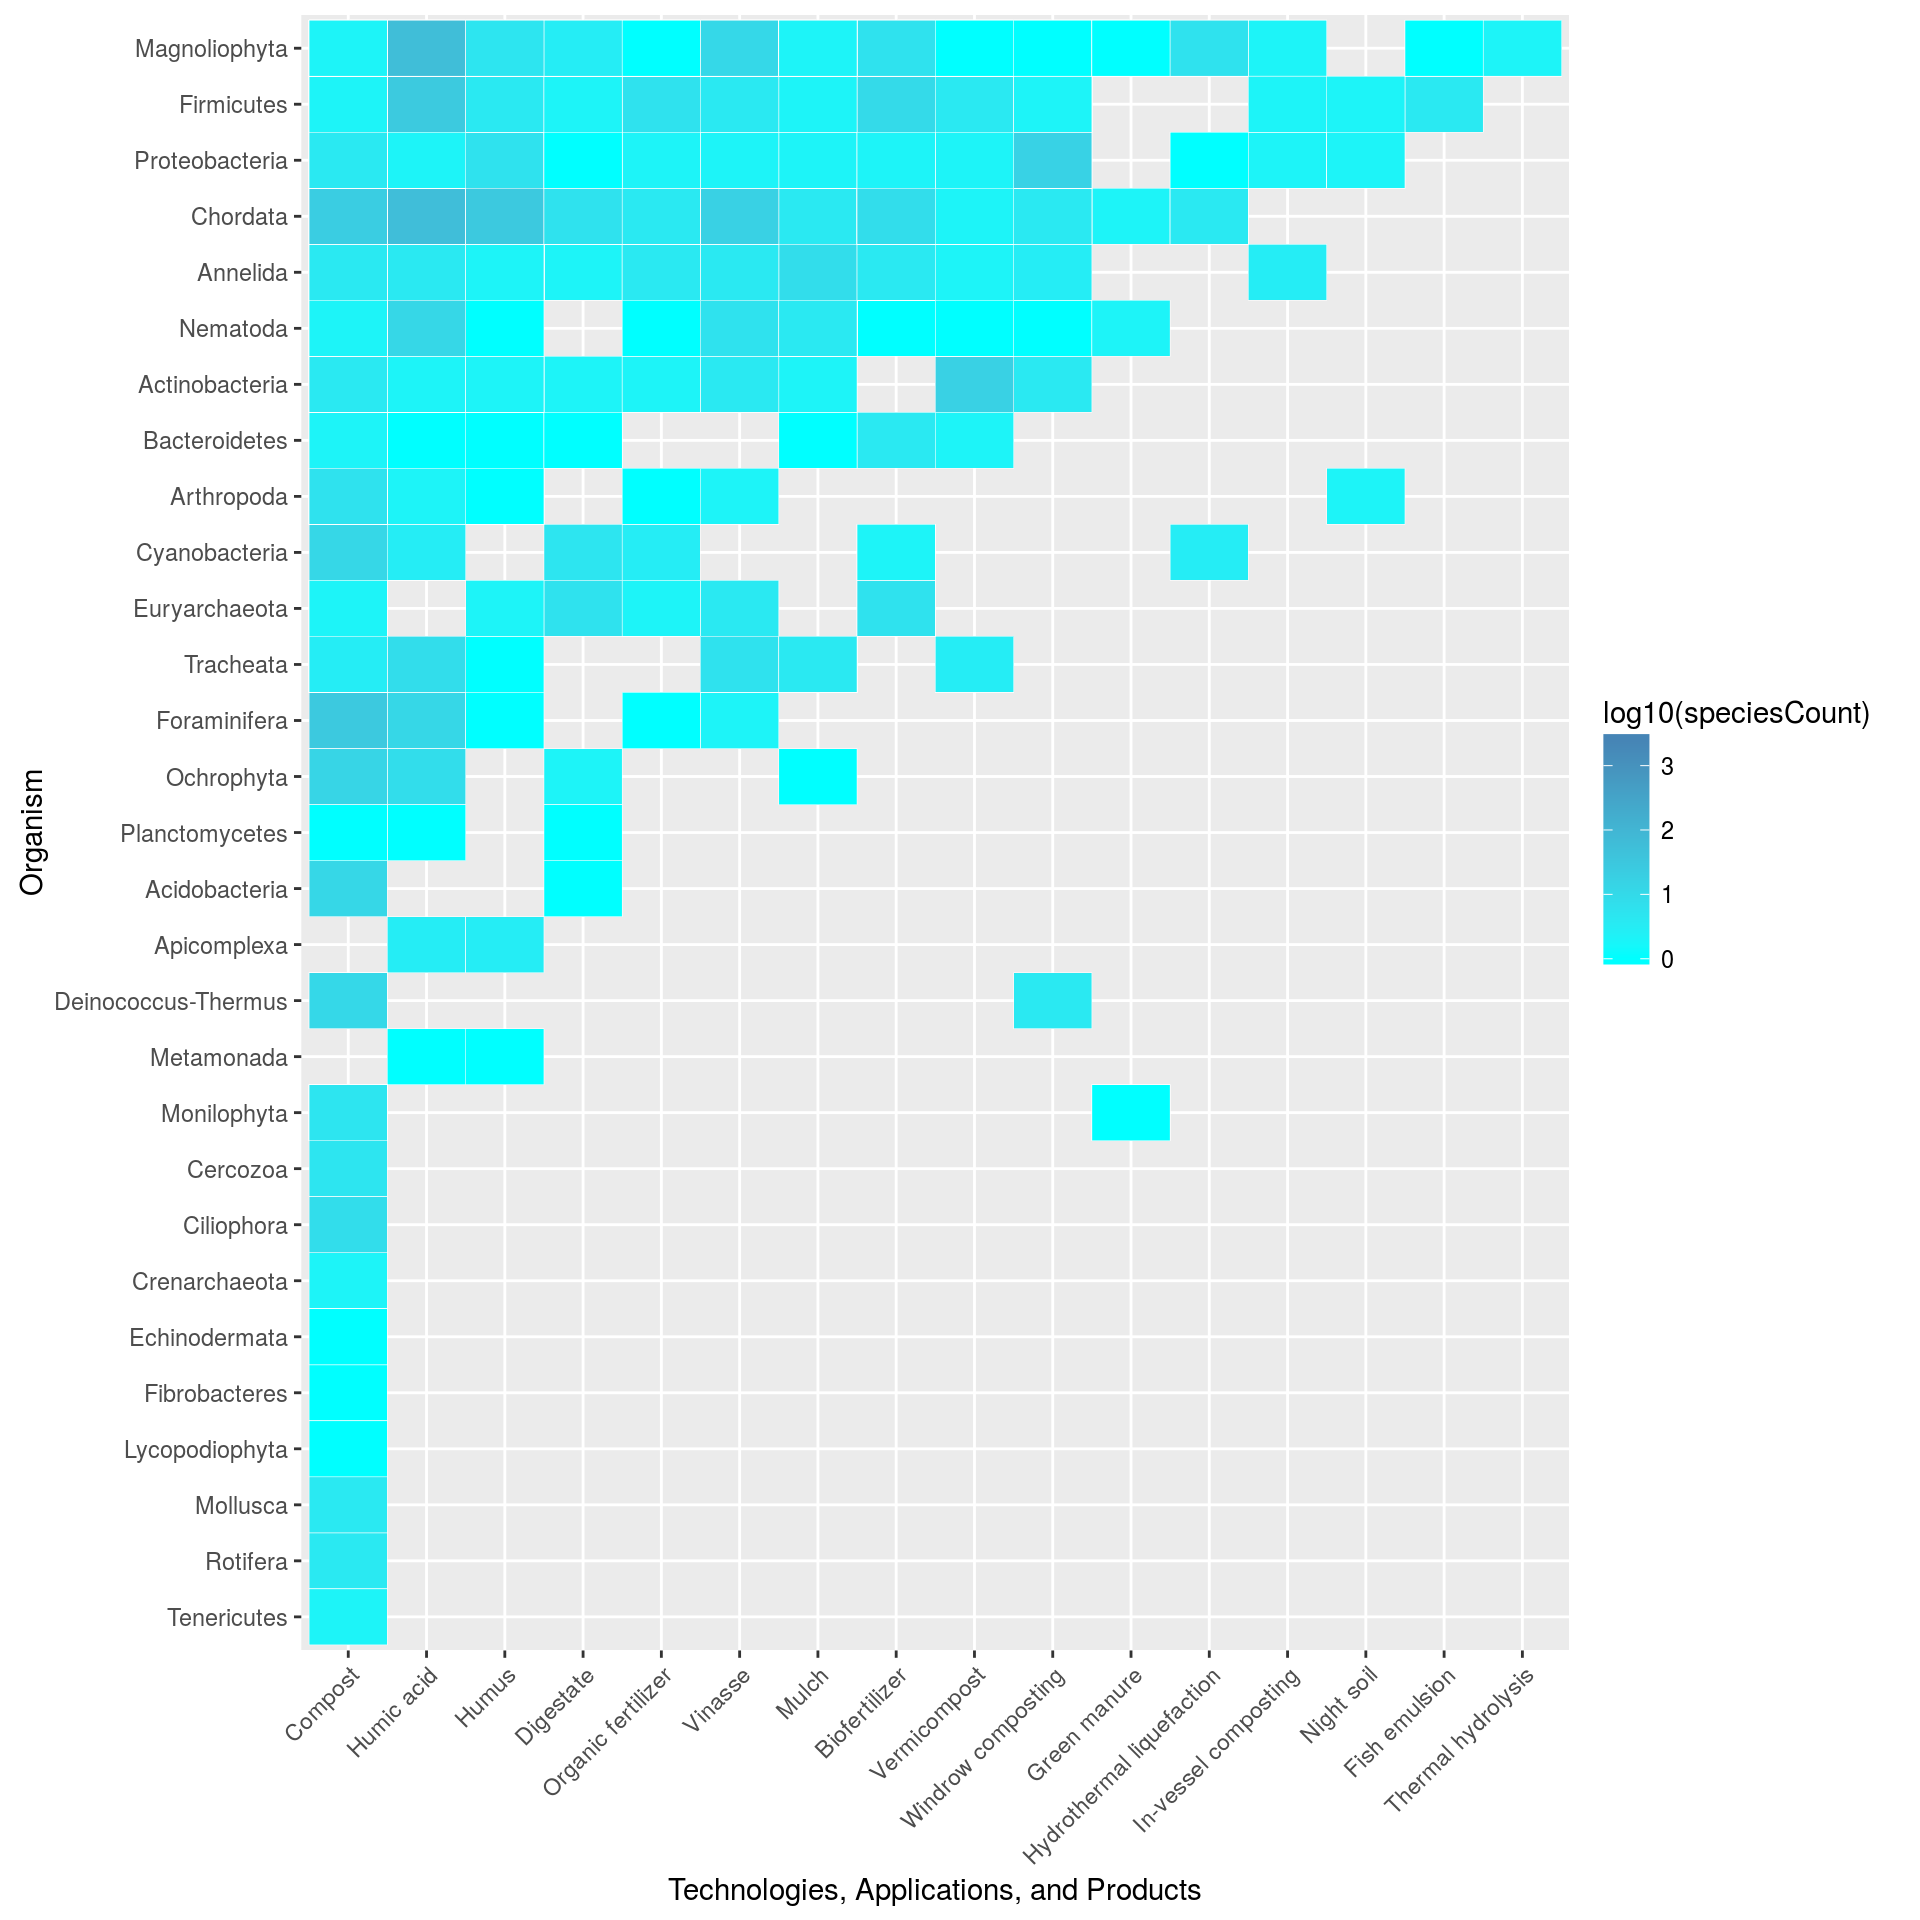 Magnoliophyta
Firmicutes
Proteobacteria
Chordata
Annelida
Nematoda
Actinobacteria
Bacteroidetes
Arthropoda
Cyanobacteria
Euryarchaeota
Tracheata
Foraminifera
Ochrophyta
Planctomycetes
Acidobacteria
Apicomplexa
Deinococcus-Thermus
Metamonada
Monilophyta
Cercozoa
Ciliophora
Crenarchaeota
Echinodermata
Fibrobacteres
Lycopodiophyta
Mollusca
Rotifera
Tenericutes
Organism
Compost
Humic acid
Humus
Digestate
Organic fertilizer
Vinasse
Mulch
Biofertilizer
Vermicompost
Windrow composting
Green manure
Hydrothermal liquefaction
In-vessel composting
Night soil
Fish emulsion
Thermal hydrolysis
Technologies, Applications, and Products
log10(speciesCount)
3
2
1
0